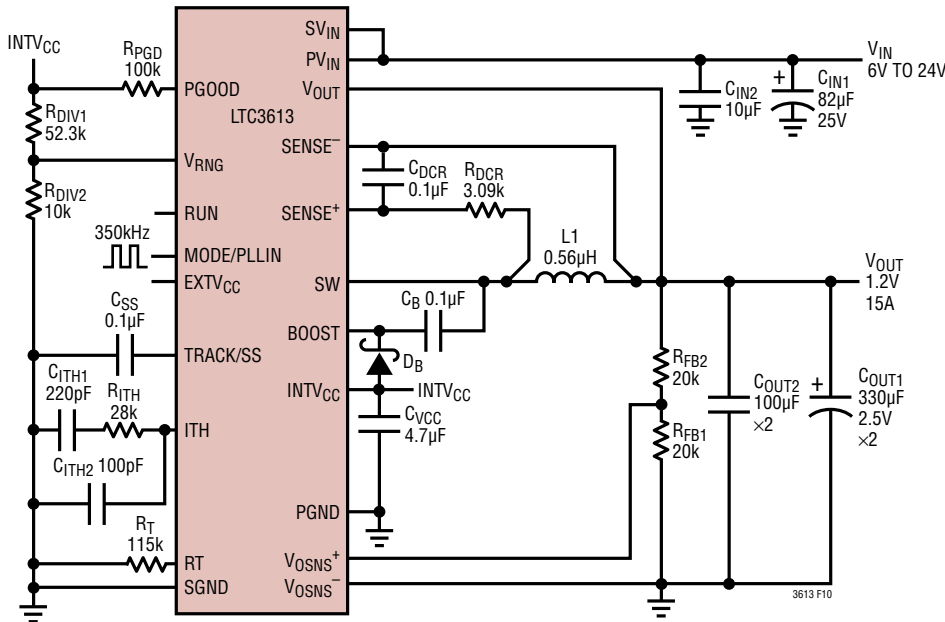 INTVCC
RPGD
100k
RDIV1
52.3k
RDIV2
10k
350kHz
CSS
0.1µF
CITH1
220pF
RITH
28k
CITH2 100pF
RT
115k
LTC3613
PGOOD
VRNG
RUN
MODE/PLLIN
EXTVCC
TRACK/SS
ITH
RT
SGND
SVIN
PVIN
VOUT
SENSE–
SENSE+
SW
BOOST
INTVCC
PGND
VOSNS+
VOSNS–
CDCR
0.1µF
RDCR
3.09k
L1
0.56µH
CB 0.1µF
DB
INTVCC
CVCC
4.7µF
VIN
6V TO 24V
+
CIN1
82µF
25V
CIN2
10µF
VOUT
1.2V
15A
RFB2
20k
RFB1
20k
COUT2
100µF
×2
+
COUT1
330µF
2.5V
×2
3613 F10